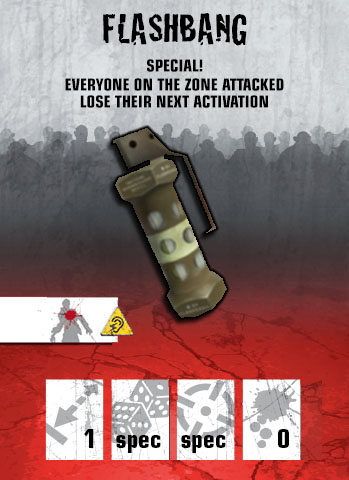 FLASHBANG
SPECIAL!
EVERYONE ON THE ZONE ATTACKED
LOSE THEIR NEXT ACTIVATION
1 spec spec 0